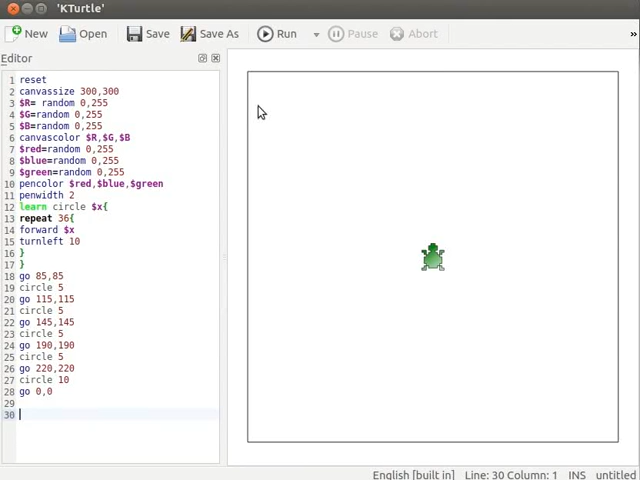 'KTurtle'
New Open Save Save As Run Pause Abort »
Editor
1 reset
2 canvassize 300,300
3 $R= random 0,255
4 $G=random 0,255
5 $B=random 0,255
6 canvascolor $R,$G,$B
7 $red=random 0,255
8 $blue=random 0,255
9 $green=random 0,255
10 pencolor $red,$blue,$green
11 penwidth 2
12 learn circle $x{
13 repeat 36{
14 forward $x
15 turnleft 10
16 }
17 }
18 go 85,85
19 circle 5
20 go 115,115
21 circle 5
22 go 145,145
23 circle 5
24 go 190,190
25 circle 5
26 go 220,220
27 circle 10
28 go 0,0
29
30
English [built in] Line: 30 Column: 1 INS untitled